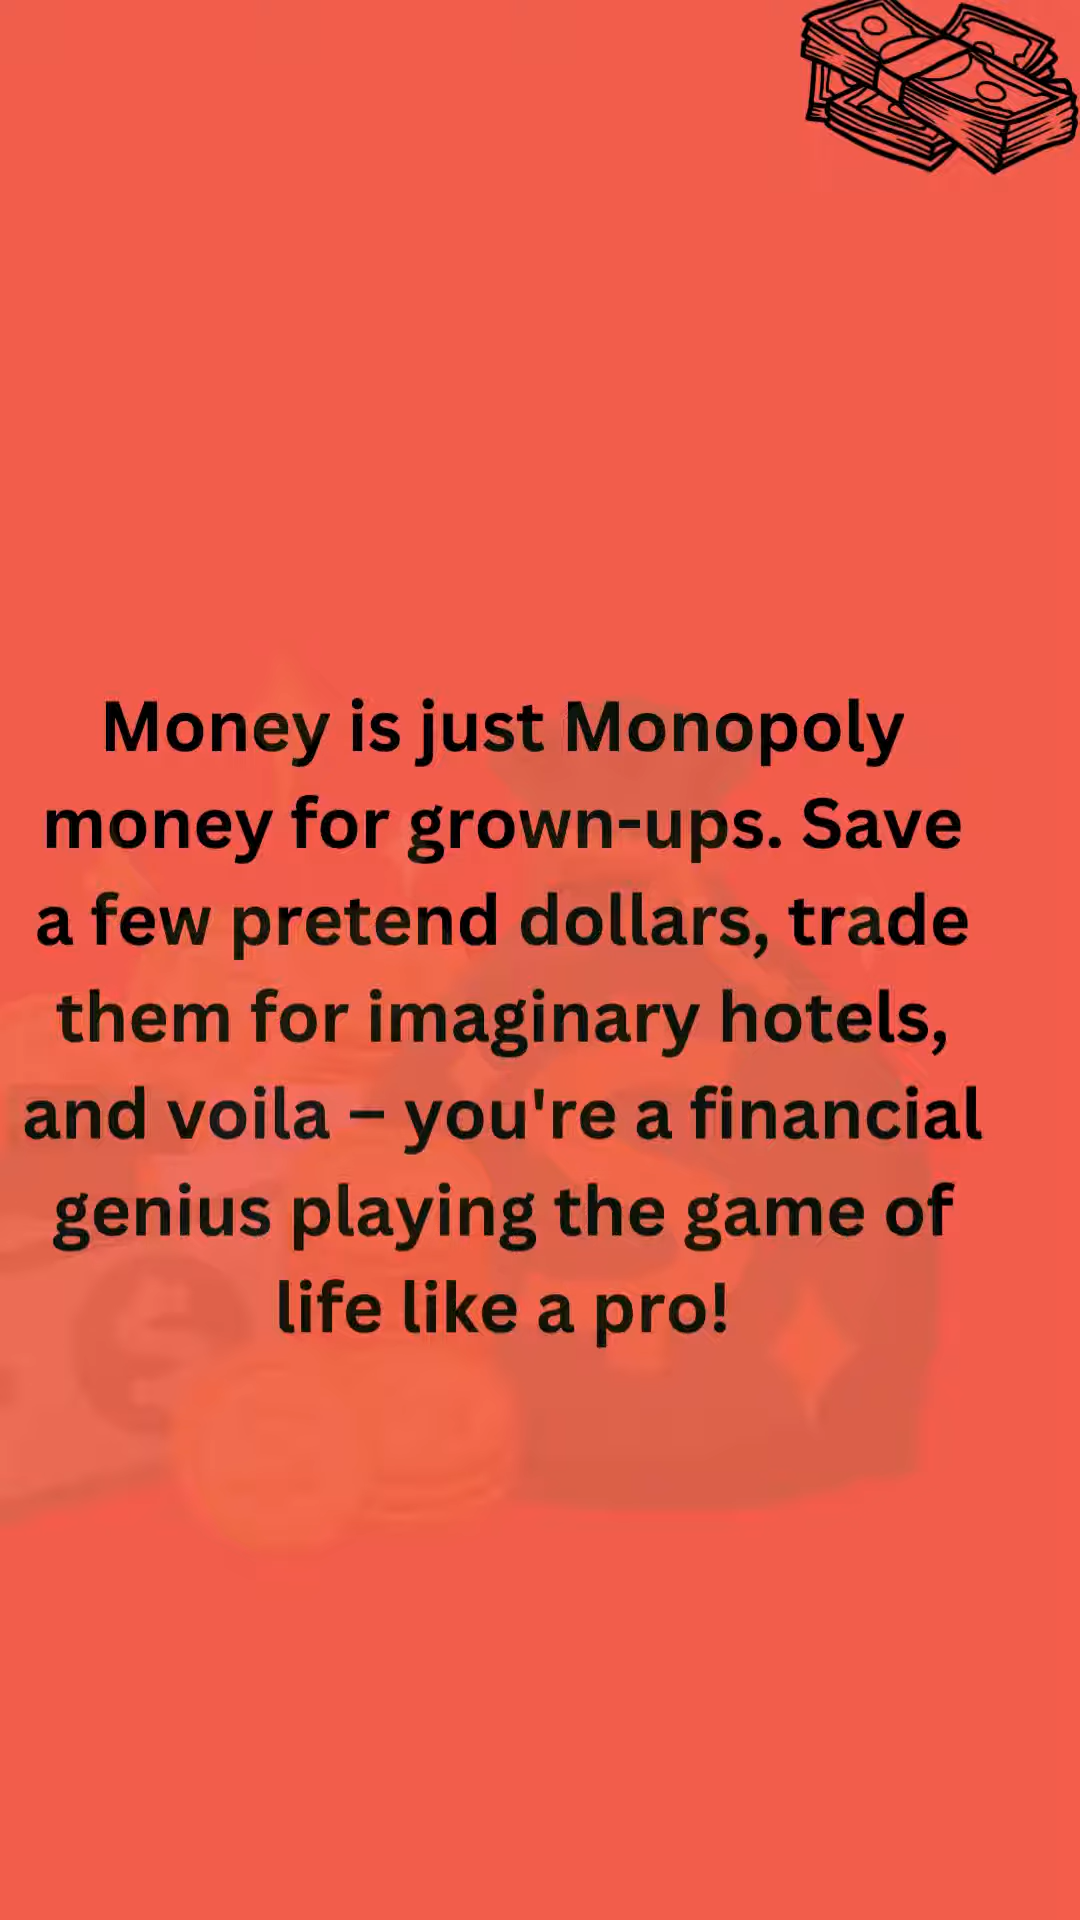 Money is just Monopoly
money for grown-ups. Save
a few pretend dollars, trade
them for imaginary hotels,
and voila – you're a financial
genius playing the game of
life like a pro!